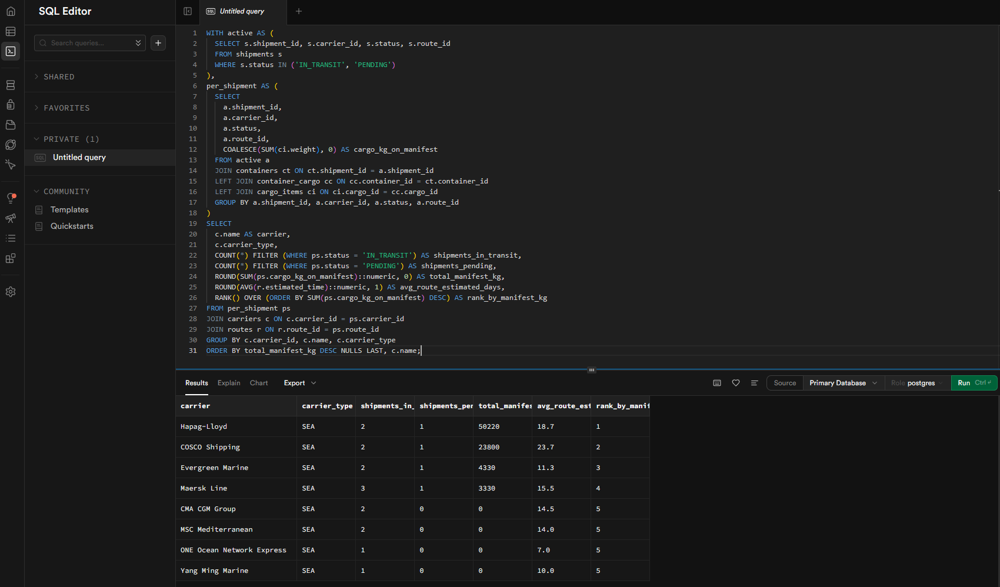 SQL Editor
Untitled query
Search queries...
SHARED
FAVORITES
PRIVATE (1)
SQL Untitled query
COMMUNITY
Templates
Quickstarts
SQL
1 WITH active AS (
2 SELECT s.shipment_id, s.carrier_id, s.status, s.route_id
3 FROM shipments s
4 WHERE s.status IN ('IN_TRANSIT', 'PENDING')
5 ),
6 per_shipment AS (
7 SELECT
8 a.shipment_id,
9 a.carrier_id,
10 a.status,
11 a.route_id,
12 COALESCE(SUM(ci.weight), 0) AS cargo_kg_on_manifest
13 FROM active a
14 JOIN containers ct ON ct.shipment_id = a.shipment_id
15 LEFT JOIN container_cargo cc ON cc.container_id = ct.container_id
16 LEFT JOIN cargo_items ci ON ci.cargo_id = cc.cargo_id
17 GROUP BY a.shipment_id, a.carrier_id, a.status, a.route_id
18 )
19 SELECT
20 c.name AS carrier,
21 c.carrier_type,
22 COUNT(*) FILTER (WHERE ps.status = 'IN_TRANSIT') AS shipments_in_transit,
23 COUNT(*) FILTER (WHERE ps.status = 'PENDING') AS shipments_pending,
24 ROUND(SUM(ps.cargo_kg_on_manifest)::numeric, 0) AS total_manifest_kg,
25 ROUND(AVG(r.estimated_time)::numeric, 1) AS avg_route_estimated_days,
26 RANK() OVER (ORDER BY SUM(ps.cargo_kg_on_manifest) DESC) AS rank_by_manifest_kg
27 FROM per_shipment ps
28 JOIN carriers c ON c.carrier_id = ps.carrier_id
29 JOIN routes r ON r.route_id = ps.route_id
30 GROUP BY c.carrier_id, c.name, c.carrier_type
31 ORDER BY total_manifest_kg DESC NULLS LAST, c.name;
Results Explain Chart Export Source Primary Database Role postgres Run Ctrl
carrier carrier_type shipments_in_ shipments_per total_manifes avg_route_est rank_by_manif
Hapag-Lloyd SEA 2 1 50220 18.7 1
COSCO Shipping SEA 2 1 23800 23.7 2
Evergreen Marine SEA 2 1 4330 11.3 3
Maersk Line SEA 3 1 3330 15.5 4
CMA CGM Group SEA 2 0 0 14.5 5
MSC Mediterranean SEA 2 0 0 14.0 5
ONE Ocean Network Express SEA 1 0 0 7.0 5
Yang Ming Marine SEA 1 0 0 10.0 5